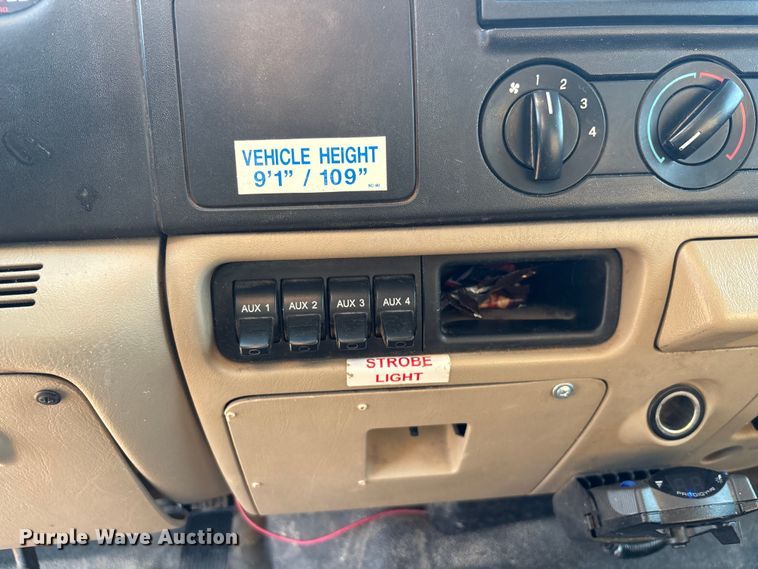 VEHICLE HEIGHT
9'1" / 109"
1 2 3 4
AUX 1 AUX 2 AUX 3 AUX 4
STROBE
LIGHT
PRODIGY
Purple Wave Auction